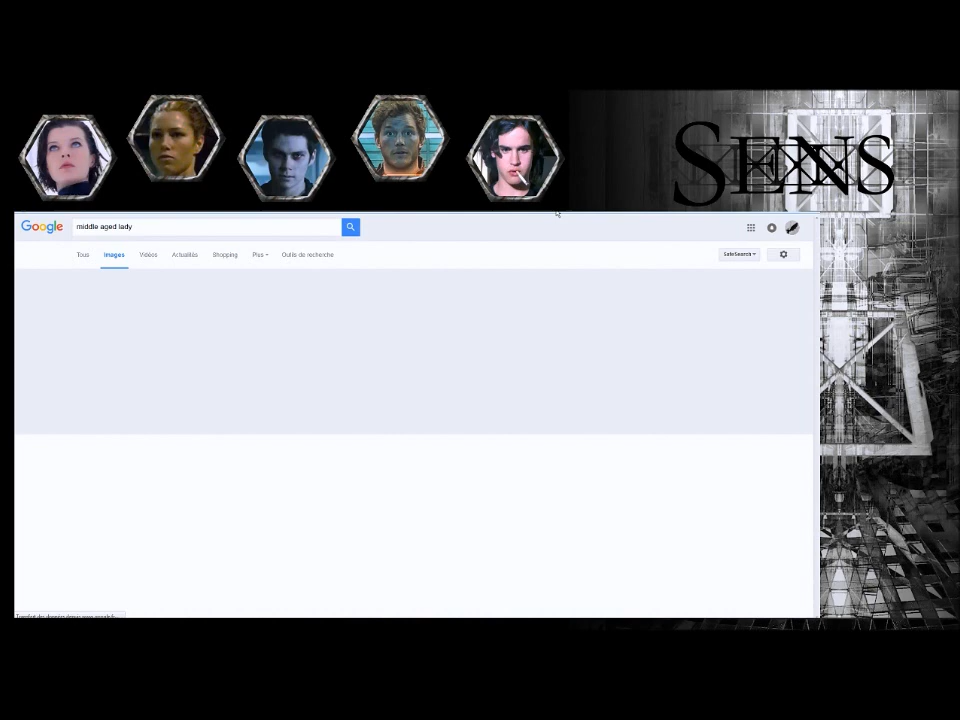 SENS
Google middle aged lady
Tous Images Vidéos Actualités Shopping Plus Outils de recherche SafeSearch